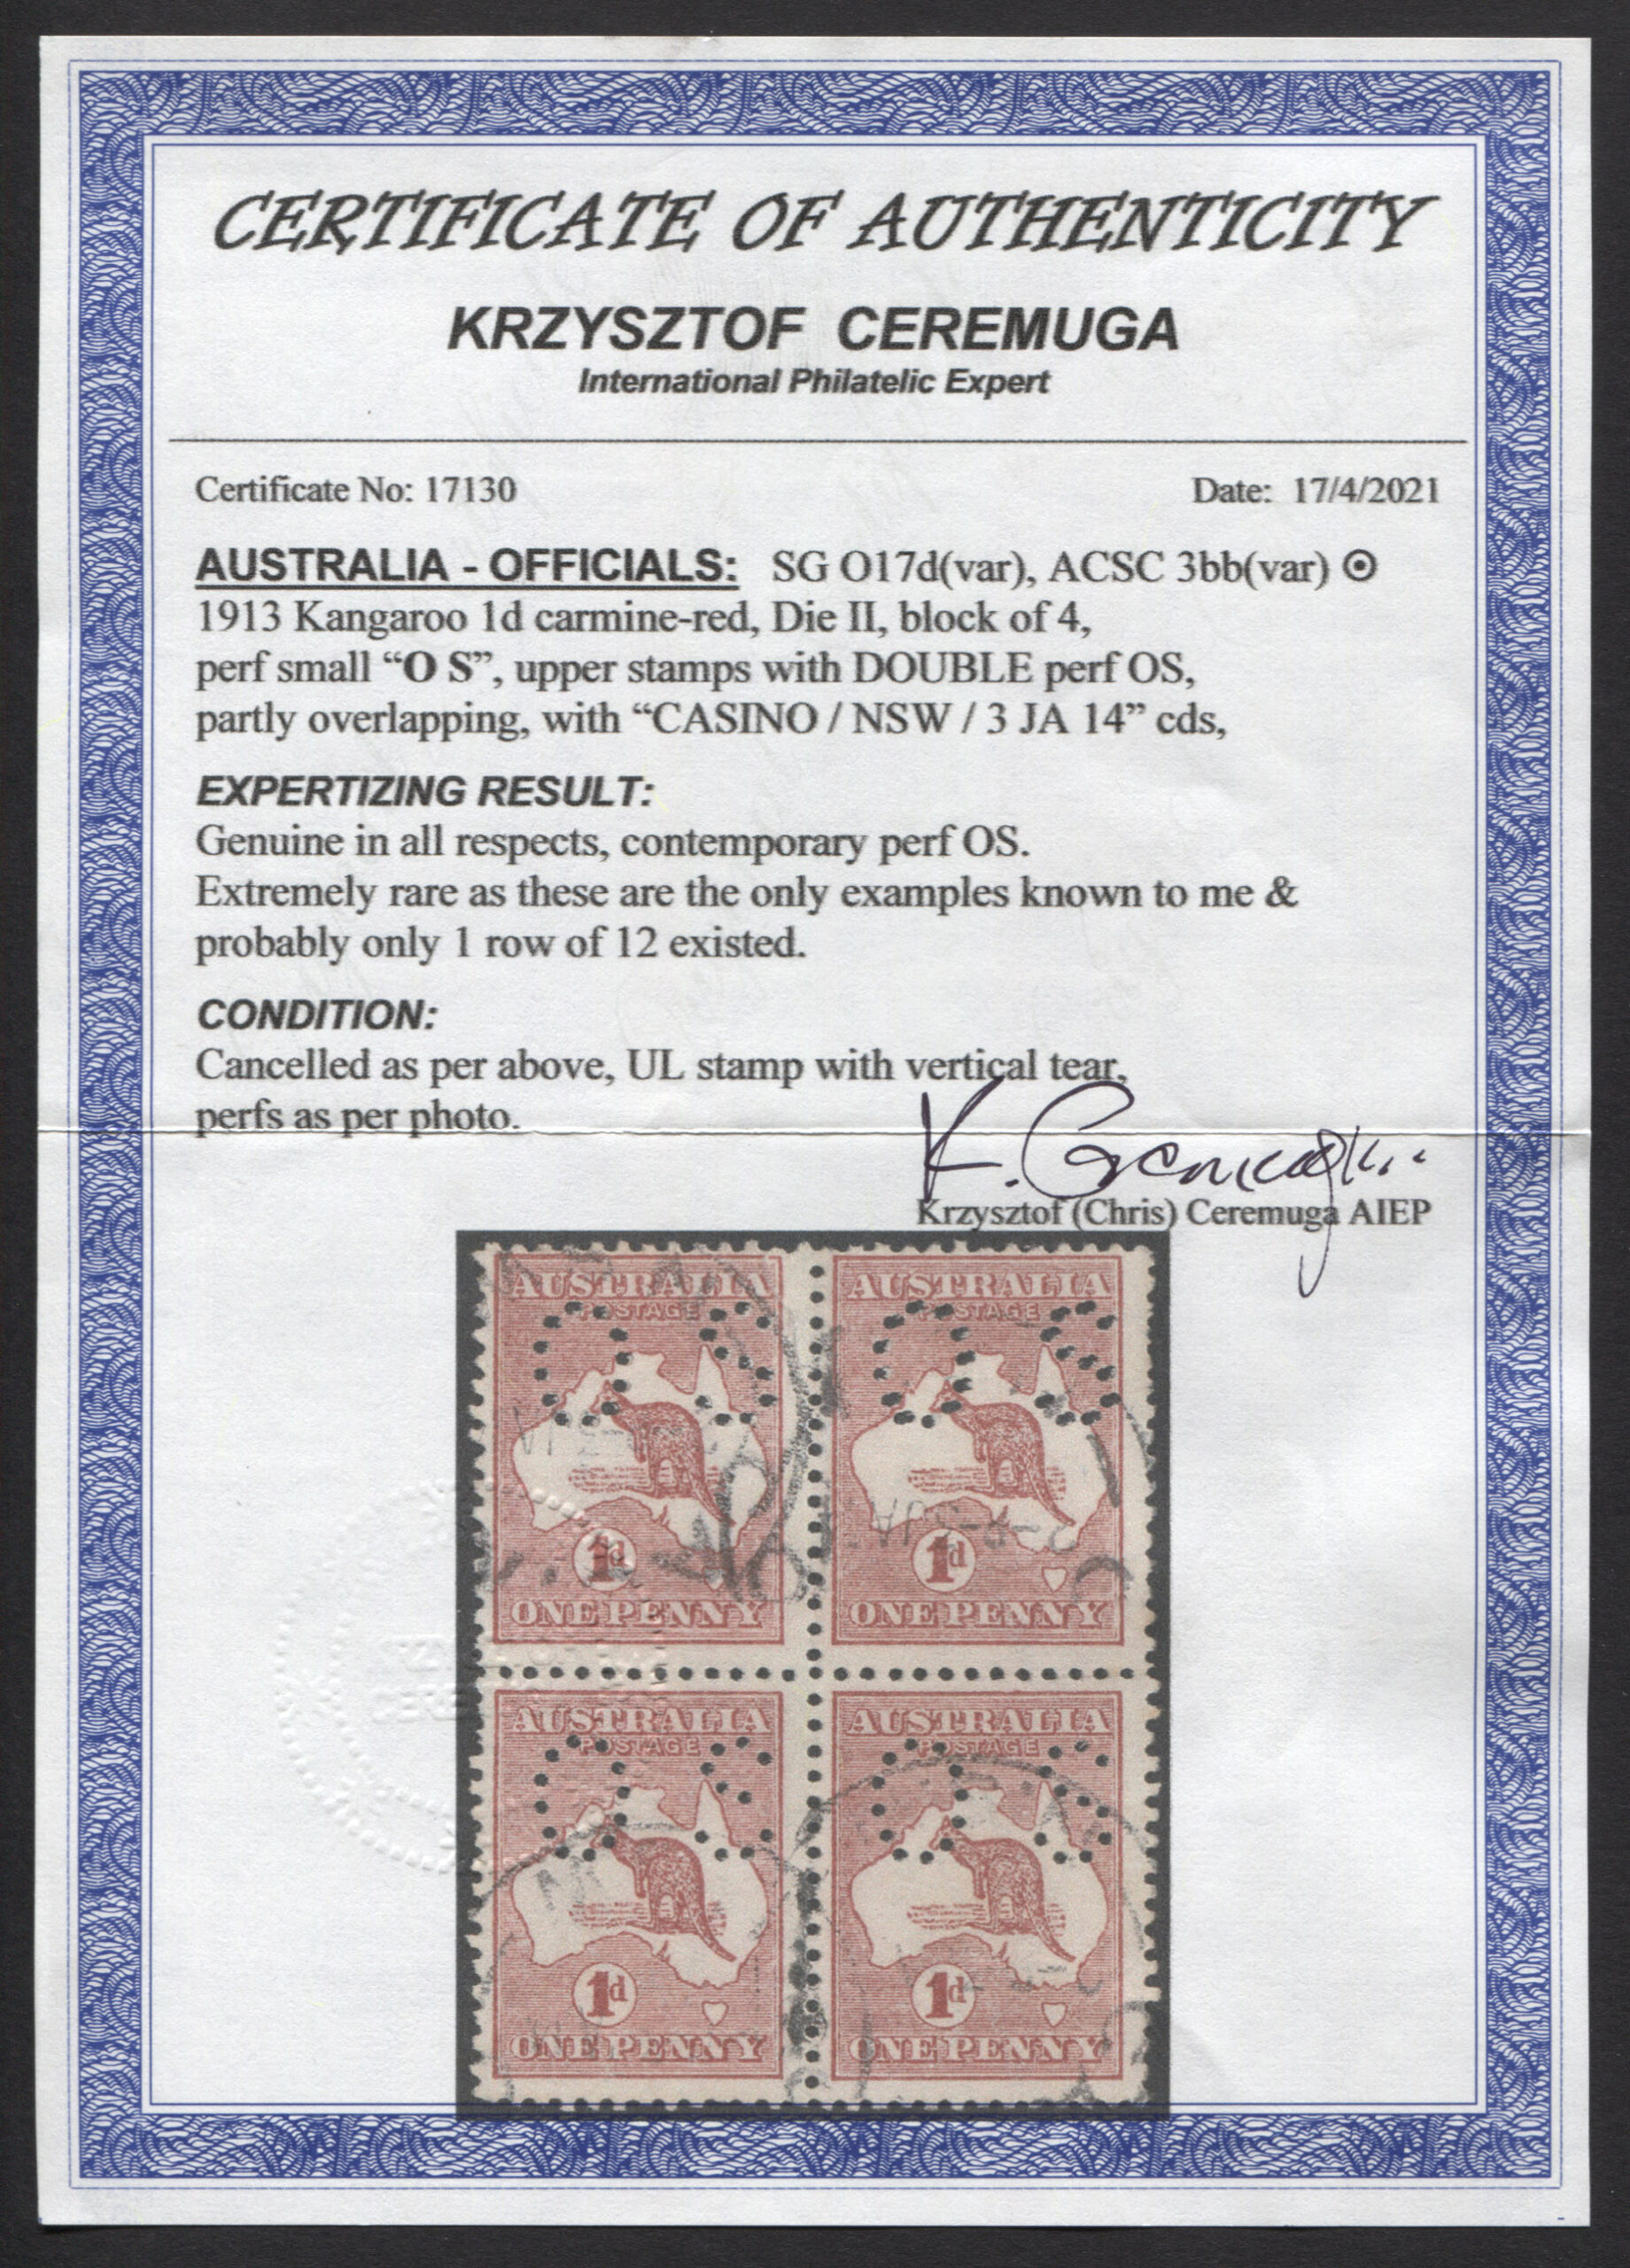 CERTIFICATE OF AUTHENTICITY
KRZYSZTOF CEREMUGA
International Philatelic Expert
Certificate No: 17130 Date: 17/4/2021
AUSTRALIA - OFFICIALS: SG O17d(var), ACSC 3bb(var) ⊙
1913 Kangaroo 1d carmine-red, Die II, block of 4,
perf small “O S”, upper stamps with DOUBLE perf OS,
partly overlapping, with “CASINO / NSW / 3 JA 14” cds,
EXPERTIZING RESULT:
Genuine in all respects, contemporary perf OS.
Extremely rare as these are the only examples known to me &
probably only 1 row of 12 existed.
CONDITION:
Cancelled as per above, UL stamp with vertical tear,
perfs as per photo.
K. Ceremuga
Krzysztof (Chris) Ceremuga AIEP
AUSTRALIA AUSTRALIA
POSTAGE POSTAGE
OS OS
1d 1d
ONE PENNY ONE PENNY
AUSTRALIA AUSTRALIA
POSTAGE POSTAGE
OS OS
1d 1d
ONE PENNY ONE PENNY